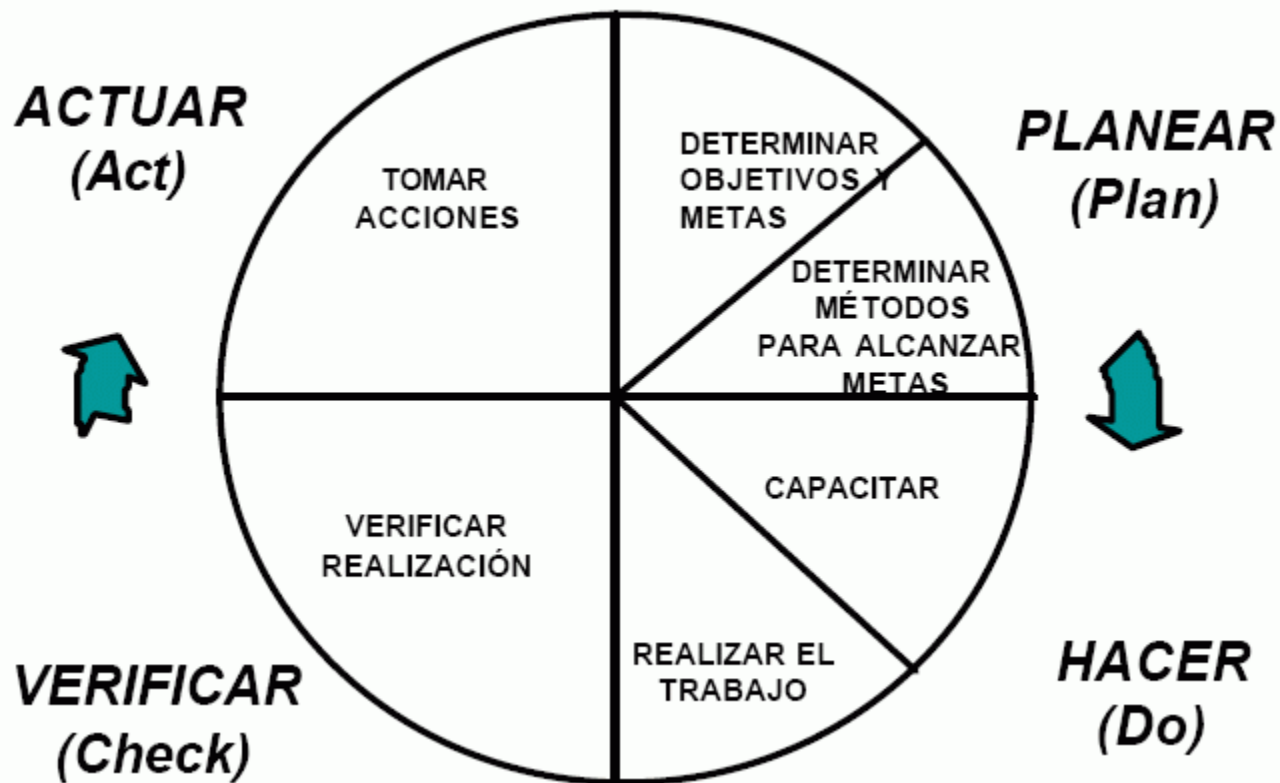 ACTUAR
(Act)
TOMAR
ACCIONES
DETERMINAR
OBJETIVOS Y
METAS
PLANEAR
(Plan)
DETERMINAR
MÉTODOS
PARA ALCANZAR
METAS
CAPACITAR
VERIFICAR
REALIZACIÓN
REALIZAR EL
TRABAJO
HACER
(Do)
VERIFICAR
(Check)